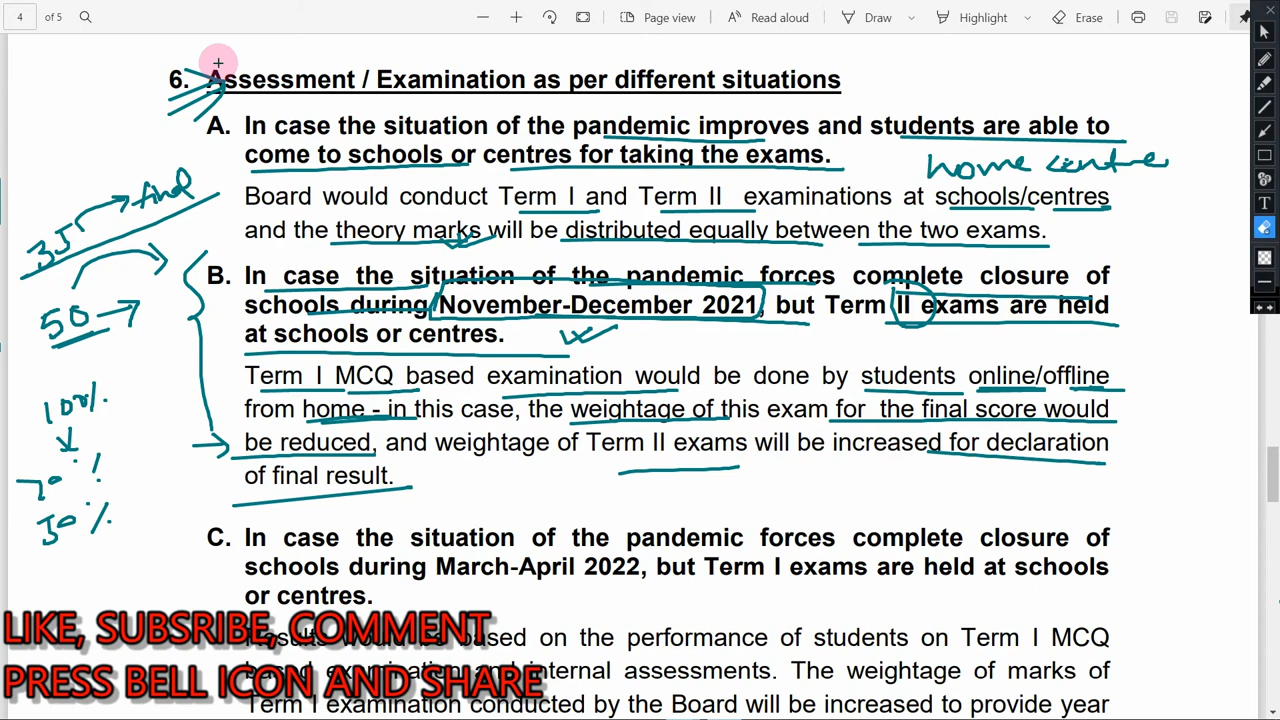 4 of 5 Page view Read aloud Draw Highlight Erase
6. Assessment / Examination as per different situations
A. In case the situation of the pandemic improves and students are able to
come to schools or centres for taking the exams.
home centre
Board would conduct Term I and Term II examinations at schools/centres
and the theory marks will be distributed equally between the two exams.
35 → final
B. In case the situation of the pandemic forces complete closure of
schools during November-December 2021, but Term II exams are held
at schools or centres.
50 →
Term I MCQ based examination would be done by students online/offline
from home - in this case, the weightage of this exam for the final score would
be reduced, and weightage of Term II exams will be increased for declaration
of final result.
100%
C. In case the situation of the pandemic forces complete closure of
schools during March-April 2022, but Term I exams are held at schools
or centres.
LIKE, SUBSRIBE, COMMENT
PRESS BELL ICON AND SHARE
based on the performance of students on Term I MCQ
internal assessments. The weightage of marks of
Term I examination conducted by the Board will be increased to provide year